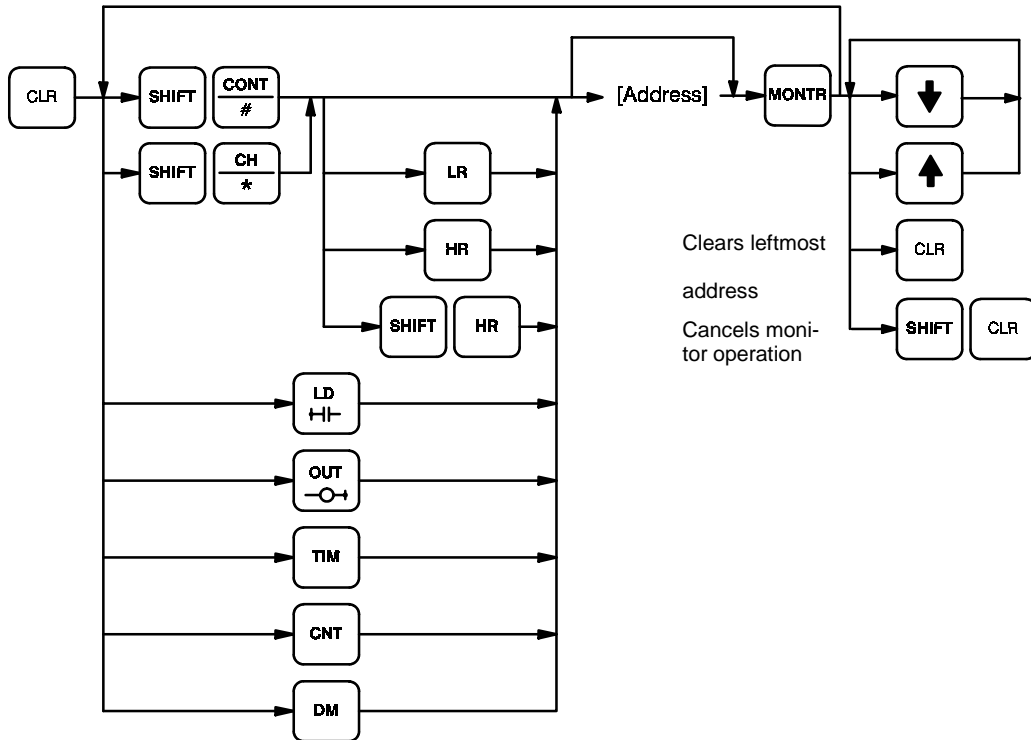 CLR
SHIFT
CONT
#
[Address]
MONTR
SHIFT
CH
*
LR
HR
Clears leftmost
address
CLR
SHIFT
HR
Cancels moni-
tor operation
SHIFT
CLR
LD
OUT
TIM
CNT
DM